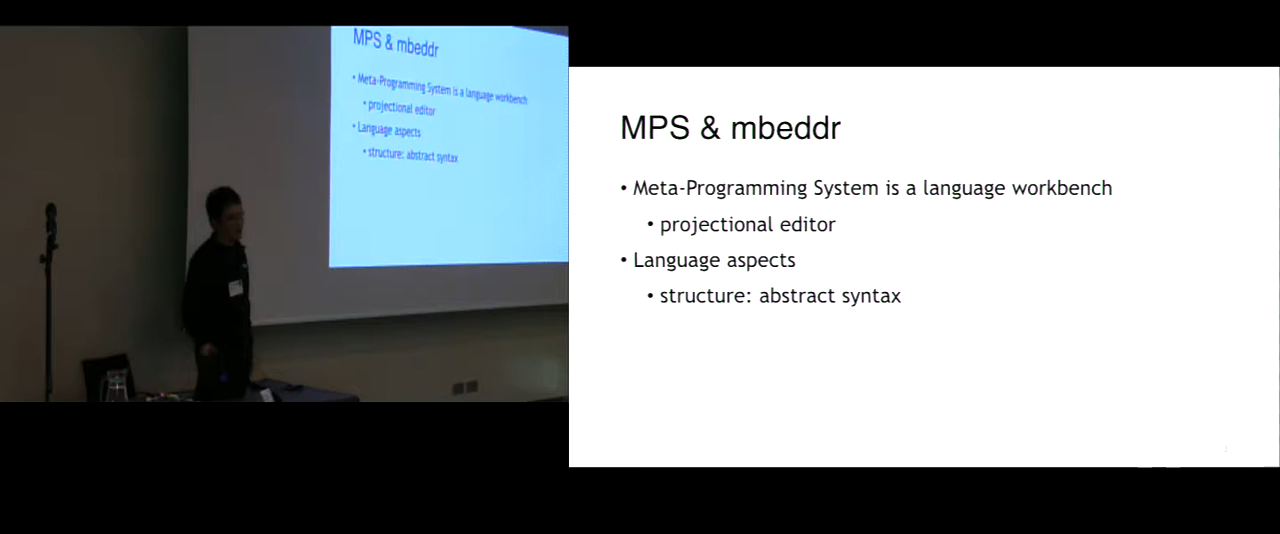 MPS & mbeddr
• Meta-Programming System is a language workbench
• projectional editor
• Language aspects
• structure: abstract syntax
MPS & mbeddr
• Meta-Programming System is a language workbench
• projectional editor
• Language aspects
• structure: abstract syntax